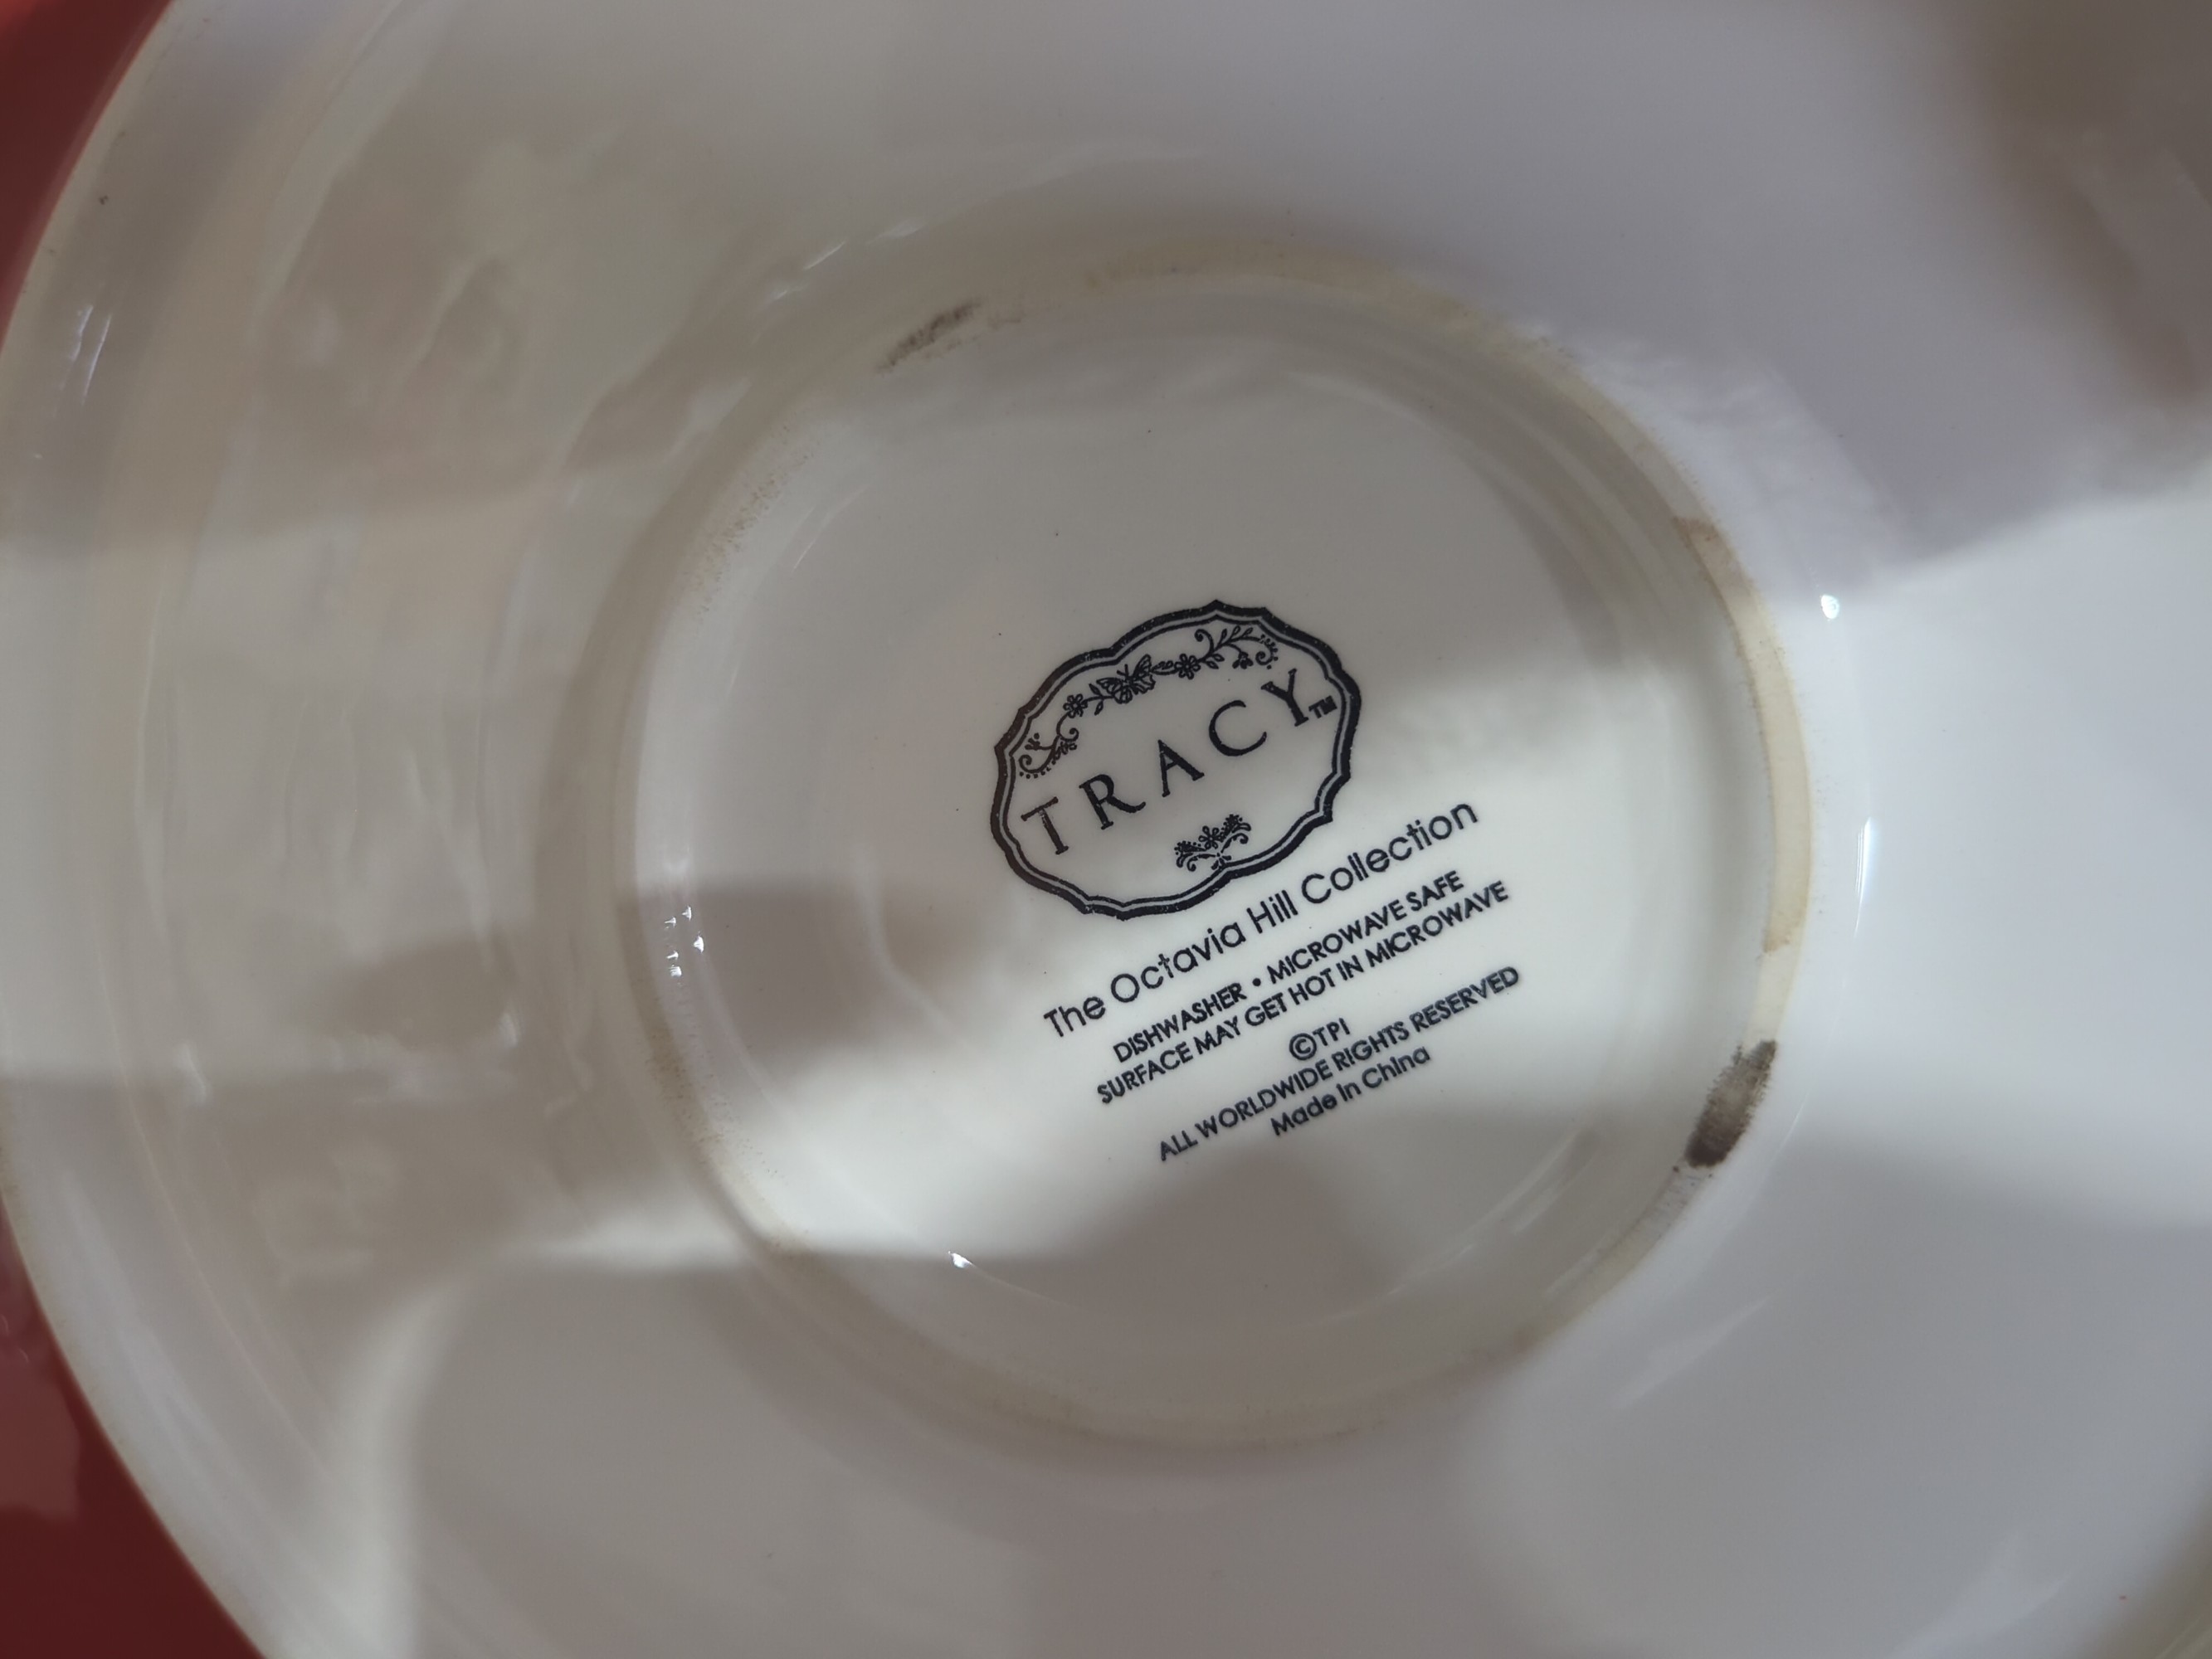 TRACY™
The Octavia Hill Collection
DISHWASHER • MICROWAVE SAFE
SURFACE MAY GET HOT IN MICROWAVE
©TPI
ALL WORLDWIDE RIGHTS RESERVED
Made In China